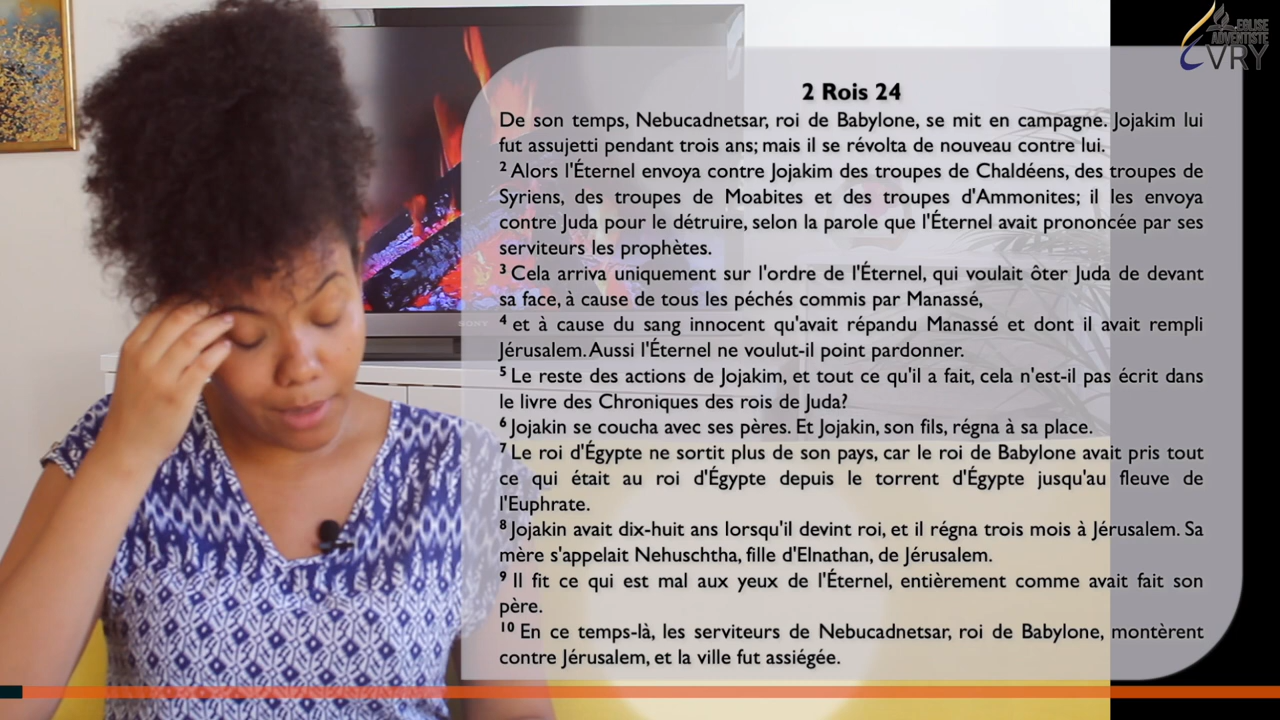 EGLISE
ADVENTISTE
VRY
2 Rois 24
De son temps, Nebucadnetsar, roi de Babylone, se mit en campagne. Jojakim lui
fut assujetti pendant trois ans; mais il se révolta de nouveau contre lui.
2 Alors l'Éternel envoya contre Jojakim des troupes de Chaldéens, des troupes de
Syriens, des troupes de Moabites et des troupes d'Ammonites; il les envoya
contre Juda pour le détruire, selon la parole que l'Éternel avait prononcée par ses
serviteurs les prophètes.
3 Cela arriva uniquement sur l'ordre de l'Éternel, qui voulait ôter Juda de devant
sa face, à cause de tous les péchés commis par Manassé,
4 et à cause du sang innocent qu'avait répandu Manassé et dont il avait rempli
Jérusalem. Aussi l'Éternel ne voulut-il point pardonner.
5 Le reste des actions de Jojakim, et tout ce qu'il a fait, cela n'est-il pas écrit dans
le livre des Chroniques des rois de Juda?
6 Jojakim se coucha avec ses pères. Et Jojakin, son fils, régna à sa place.
7 Le roi d'Égypte ne sortit plus de son pays, car le roi de Babylone avait pris tout
ce qui était au roi d'Égypte depuis le torrent d'Égypte jusqu'au fleuve de
l'Euphrate.
8 Jojakin avait dix-huit ans lorsqu'il devint roi, et il régna trois mois à Jérusalem. Sa
mère s'appelait Nehuschtha, fille d'Elnathan, de Jérusalem.
9 Il fit ce qui est mal aux yeux de l'Éternel, entièrement comme avait fait son
père.
10 En ce temps-là, les serviteurs de Nebucadnetsar, roi de Babylone, montèrent
contre Jérusalem, et la ville fut assiégée.
SONY